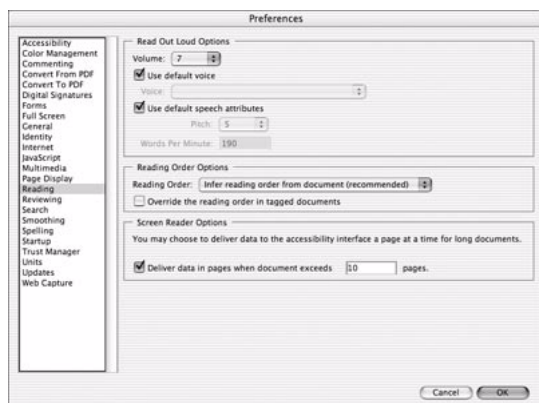 Preferences
Accessibility
Color Management
Commenting
Convert From PDF
Convert To PDF
Digital Signatures
Forms
Full Screen
General
Identity
Internet
JavaScript
Multimedia
Page Display
Reading
Reviewing
Search
Smoothing
Spelling
Startup
Trust Manager
Units
Updates
Web Capture
Read Out Loud Options
Volume: 7
Use default voice
Voice:
Use default speech attributes
Pitch: 5
Words Per Minute: 190
Reading Order Options
Reading Order: Infer reading order from document (recommended)
Override the reading order in tagged documents
Screen Reader Options
You may choose to deliver data to the accessibility interface a page at a time for long documents.
Deliver data in pages when document exceeds 10 pages.
Cancel OK